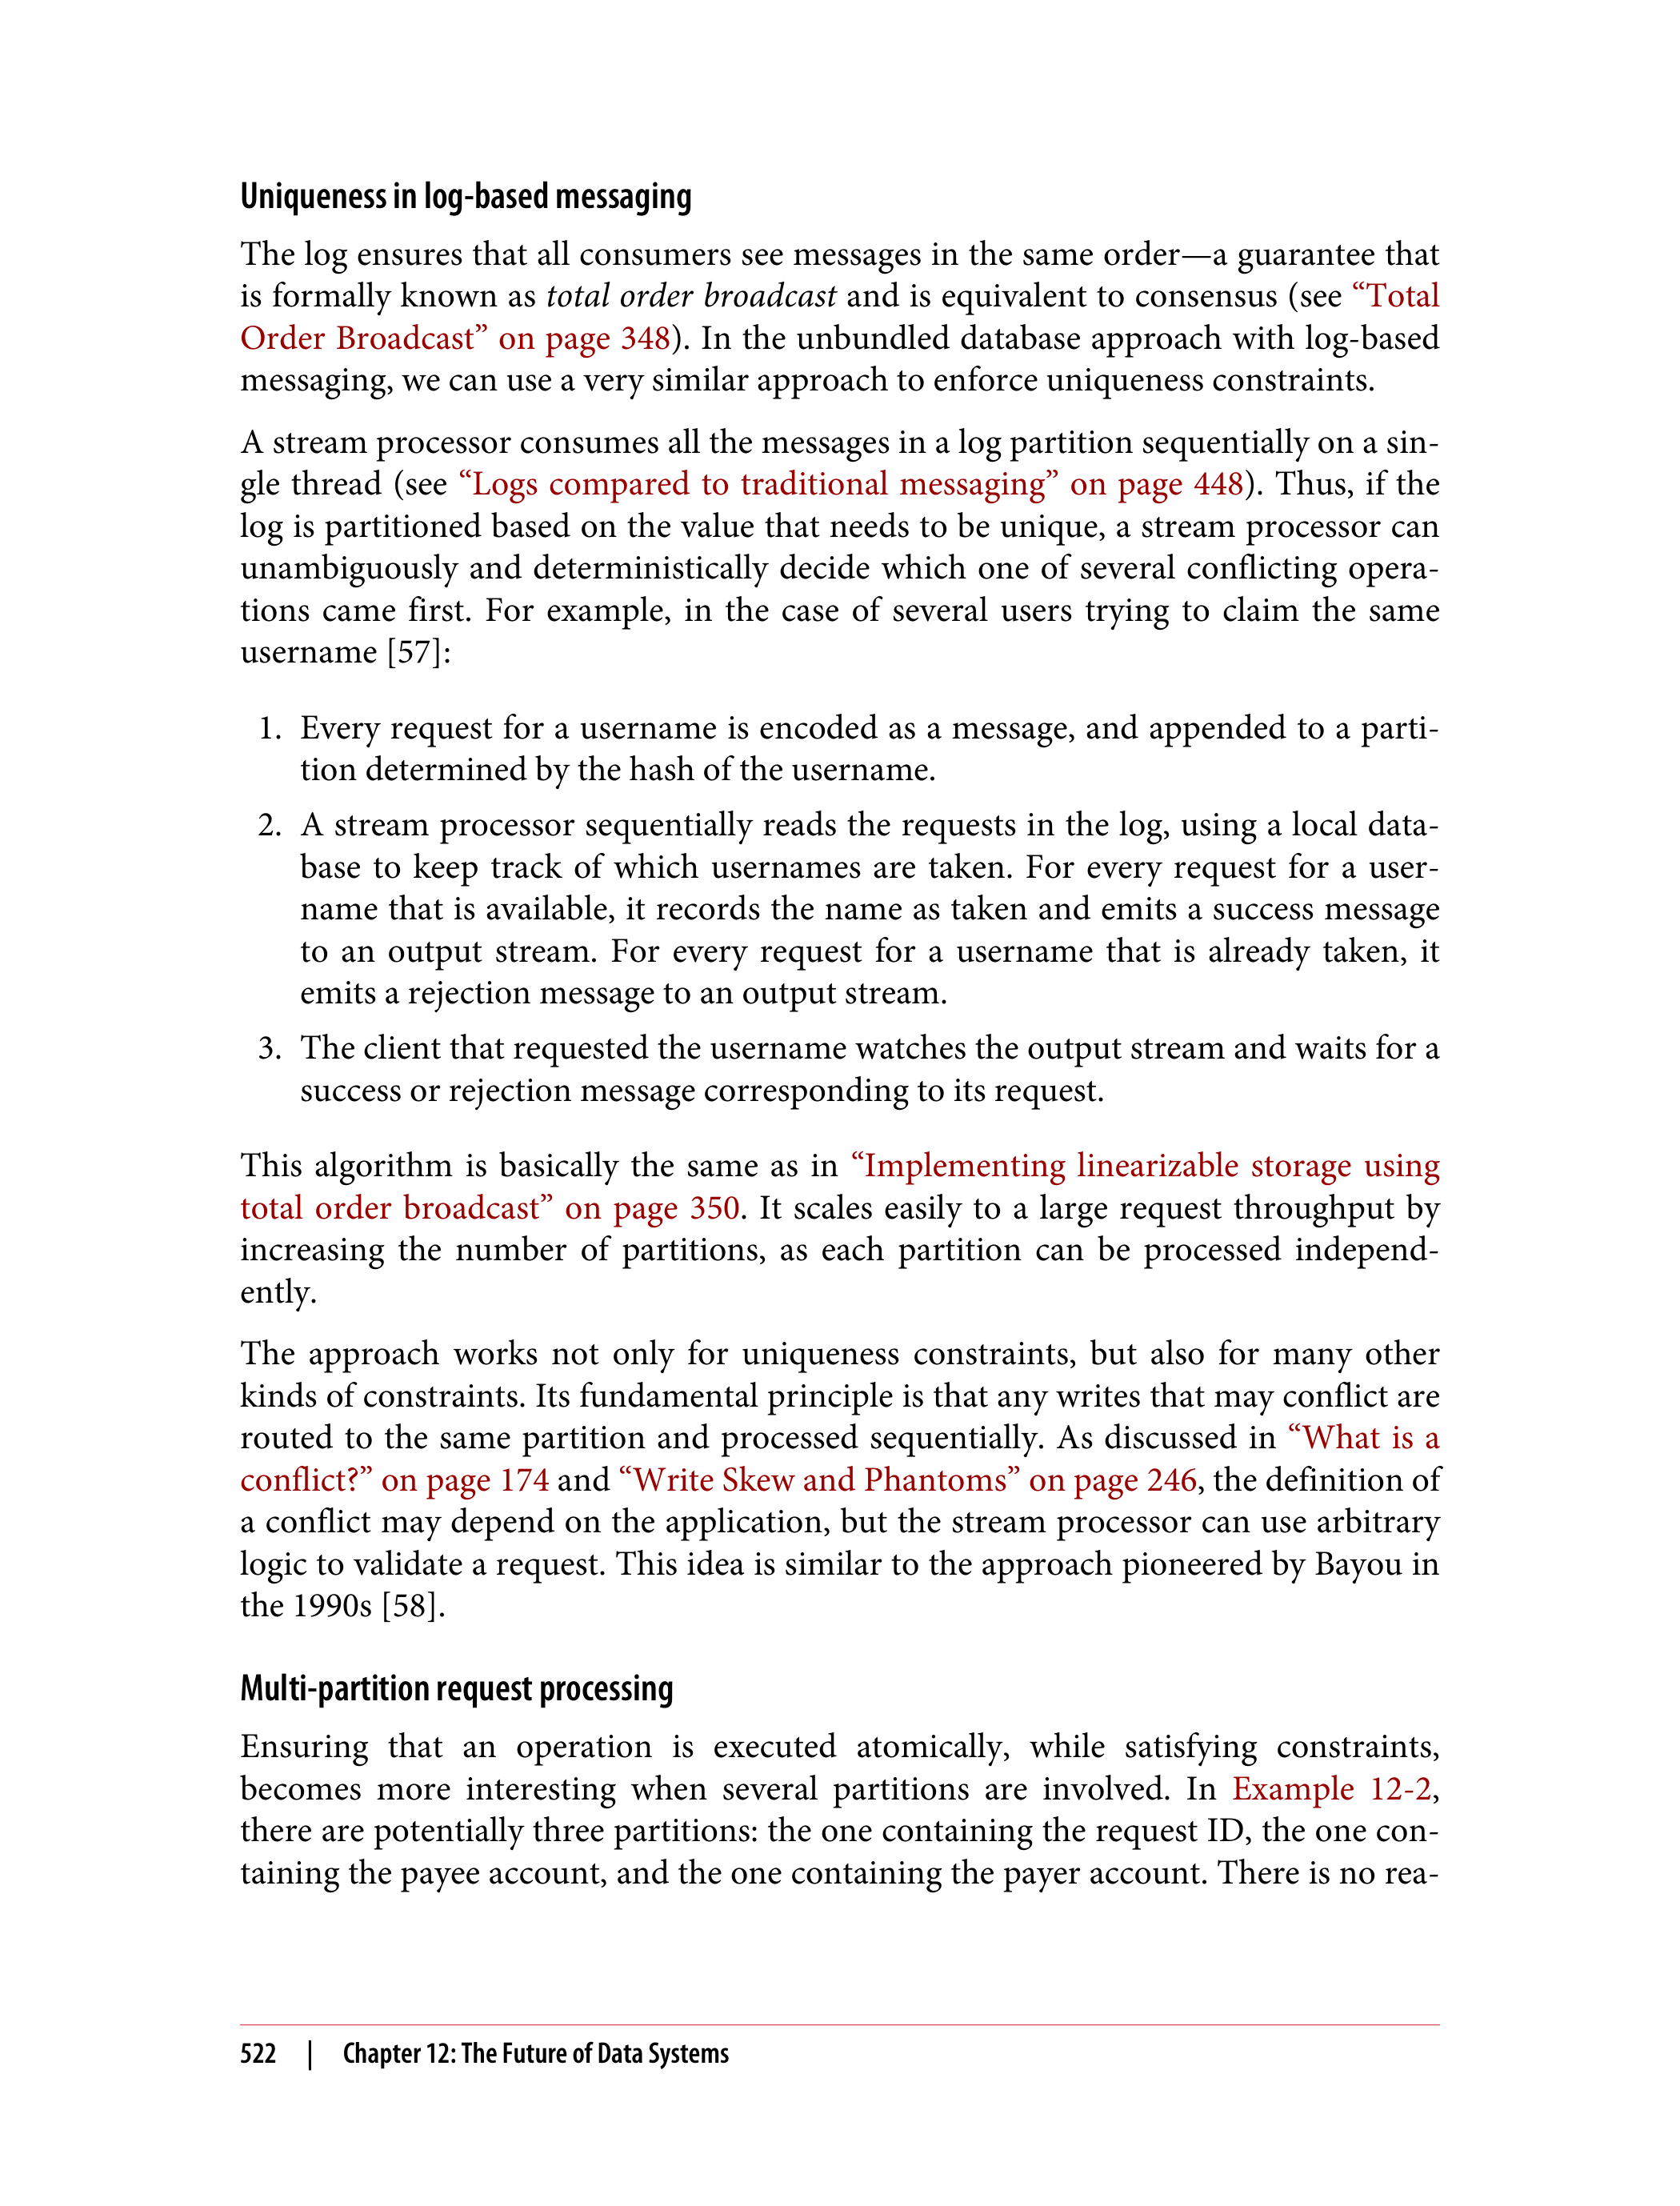 Uniqueness in log-based messaging
The log ensures that all consumers see messages in the same order—a guarantee that
is formally known as total order broadcast and is equivalent to consensus (see “Total
Order Broadcast” on page 348). In the unbundled database approach with log-based
messaging, we can use a very similar approach to enforce uniqueness constraints.
A stream processor consumes all the messages in a log partition sequentially on a sin-
gle thread (see “Logs compared to traditional messaging” on page 448). Thus, if the
log is partitioned based on the value that needs to be unique, a stream processor can
unambiguously and deterministically decide which one of several conflicting opera-
tions came first. For example, in the case of several users trying to claim the same
username [57]:
1. Every request for a username is encoded as a message, and appended to a parti-
tion determined by the hash of the username.
2. A stream processor sequentially reads the requests in the log, using a local data-
base to keep track of which usernames are taken. For every request for a user-
name that is available, it records the name as taken and emits a success message
to an output stream. For every request for a username that is already taken, it
emits a rejection message to an output stream.
3. The client that requested the username watches the output stream and waits for a
success or rejection message corresponding to its request.
This algorithm is basically the same as in “Implementing linearizable storage using
total order broadcast” on page 350. It scales easily to a large request throughput by
increasing the number of partitions, as each partition can be processed independ-
ently.
The approach works not only for uniqueness constraints, but also for many other
kinds of constraints. Its fundamental principle is that any writes that may conflict are
routed to the same partition and processed sequentially. As discussed in “What is a
conflict?” on page 174 and “Write Skew and Phantoms” on page 246, the definition of
a conflict may depend on the application, but the stream processor can use arbitrary
logic to validate a request. This idea is similar to the approach pioneered by Bayou in
the 1990s [58].
Multi-partition request processing
Ensuring that an operation is executed atomically, while satisfying constraints,
becomes more interesting when several partitions are involved. In Example 12-2,
there are potentially three partitions: the one containing the request ID, the one con-
taining the payee account, and the one containing the payer account. There is no rea-
522 | Chapter 12: The Future of Data Systems